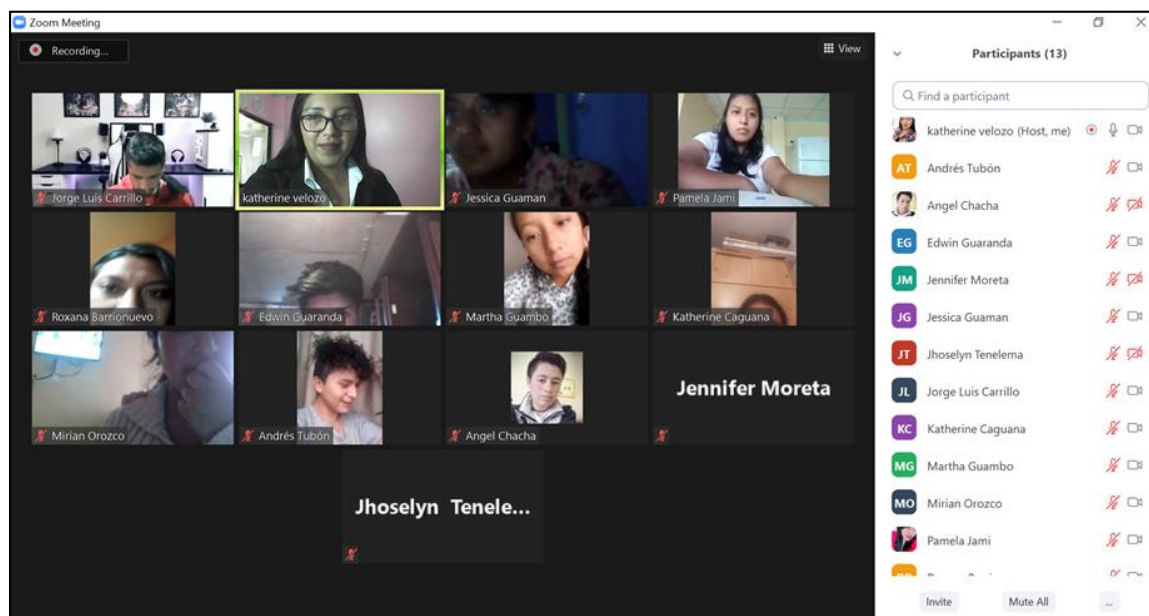 Zoom Meeting
Recording...
View
Jorge Luis Carrillo
katherine velozo
Jessica Guaman
Pamela Jami
Roxana Barrionuevo
Edwin Guaranda
Martha Guambo
Katherine Caguana
Mirian Orozco
Andrés Tubón
Angel Chacha
Jennifer Moreta
Jhoselyn Tenele...
Participants (13)
Find a participant
katherine velozo (Host, me)
AT Andrés Tubón
Angel Chacha
EG Edwin Guaranda
JM Jennifer Moreta
JG Jessica Guaman
JT Jhoselyn Tenelema
JL Jorge Luis Carrillo
KC Katherine Caguana
MG Martha Guambo
MO Mirian Orozco
Pamela Jami
Invite Mute All ...